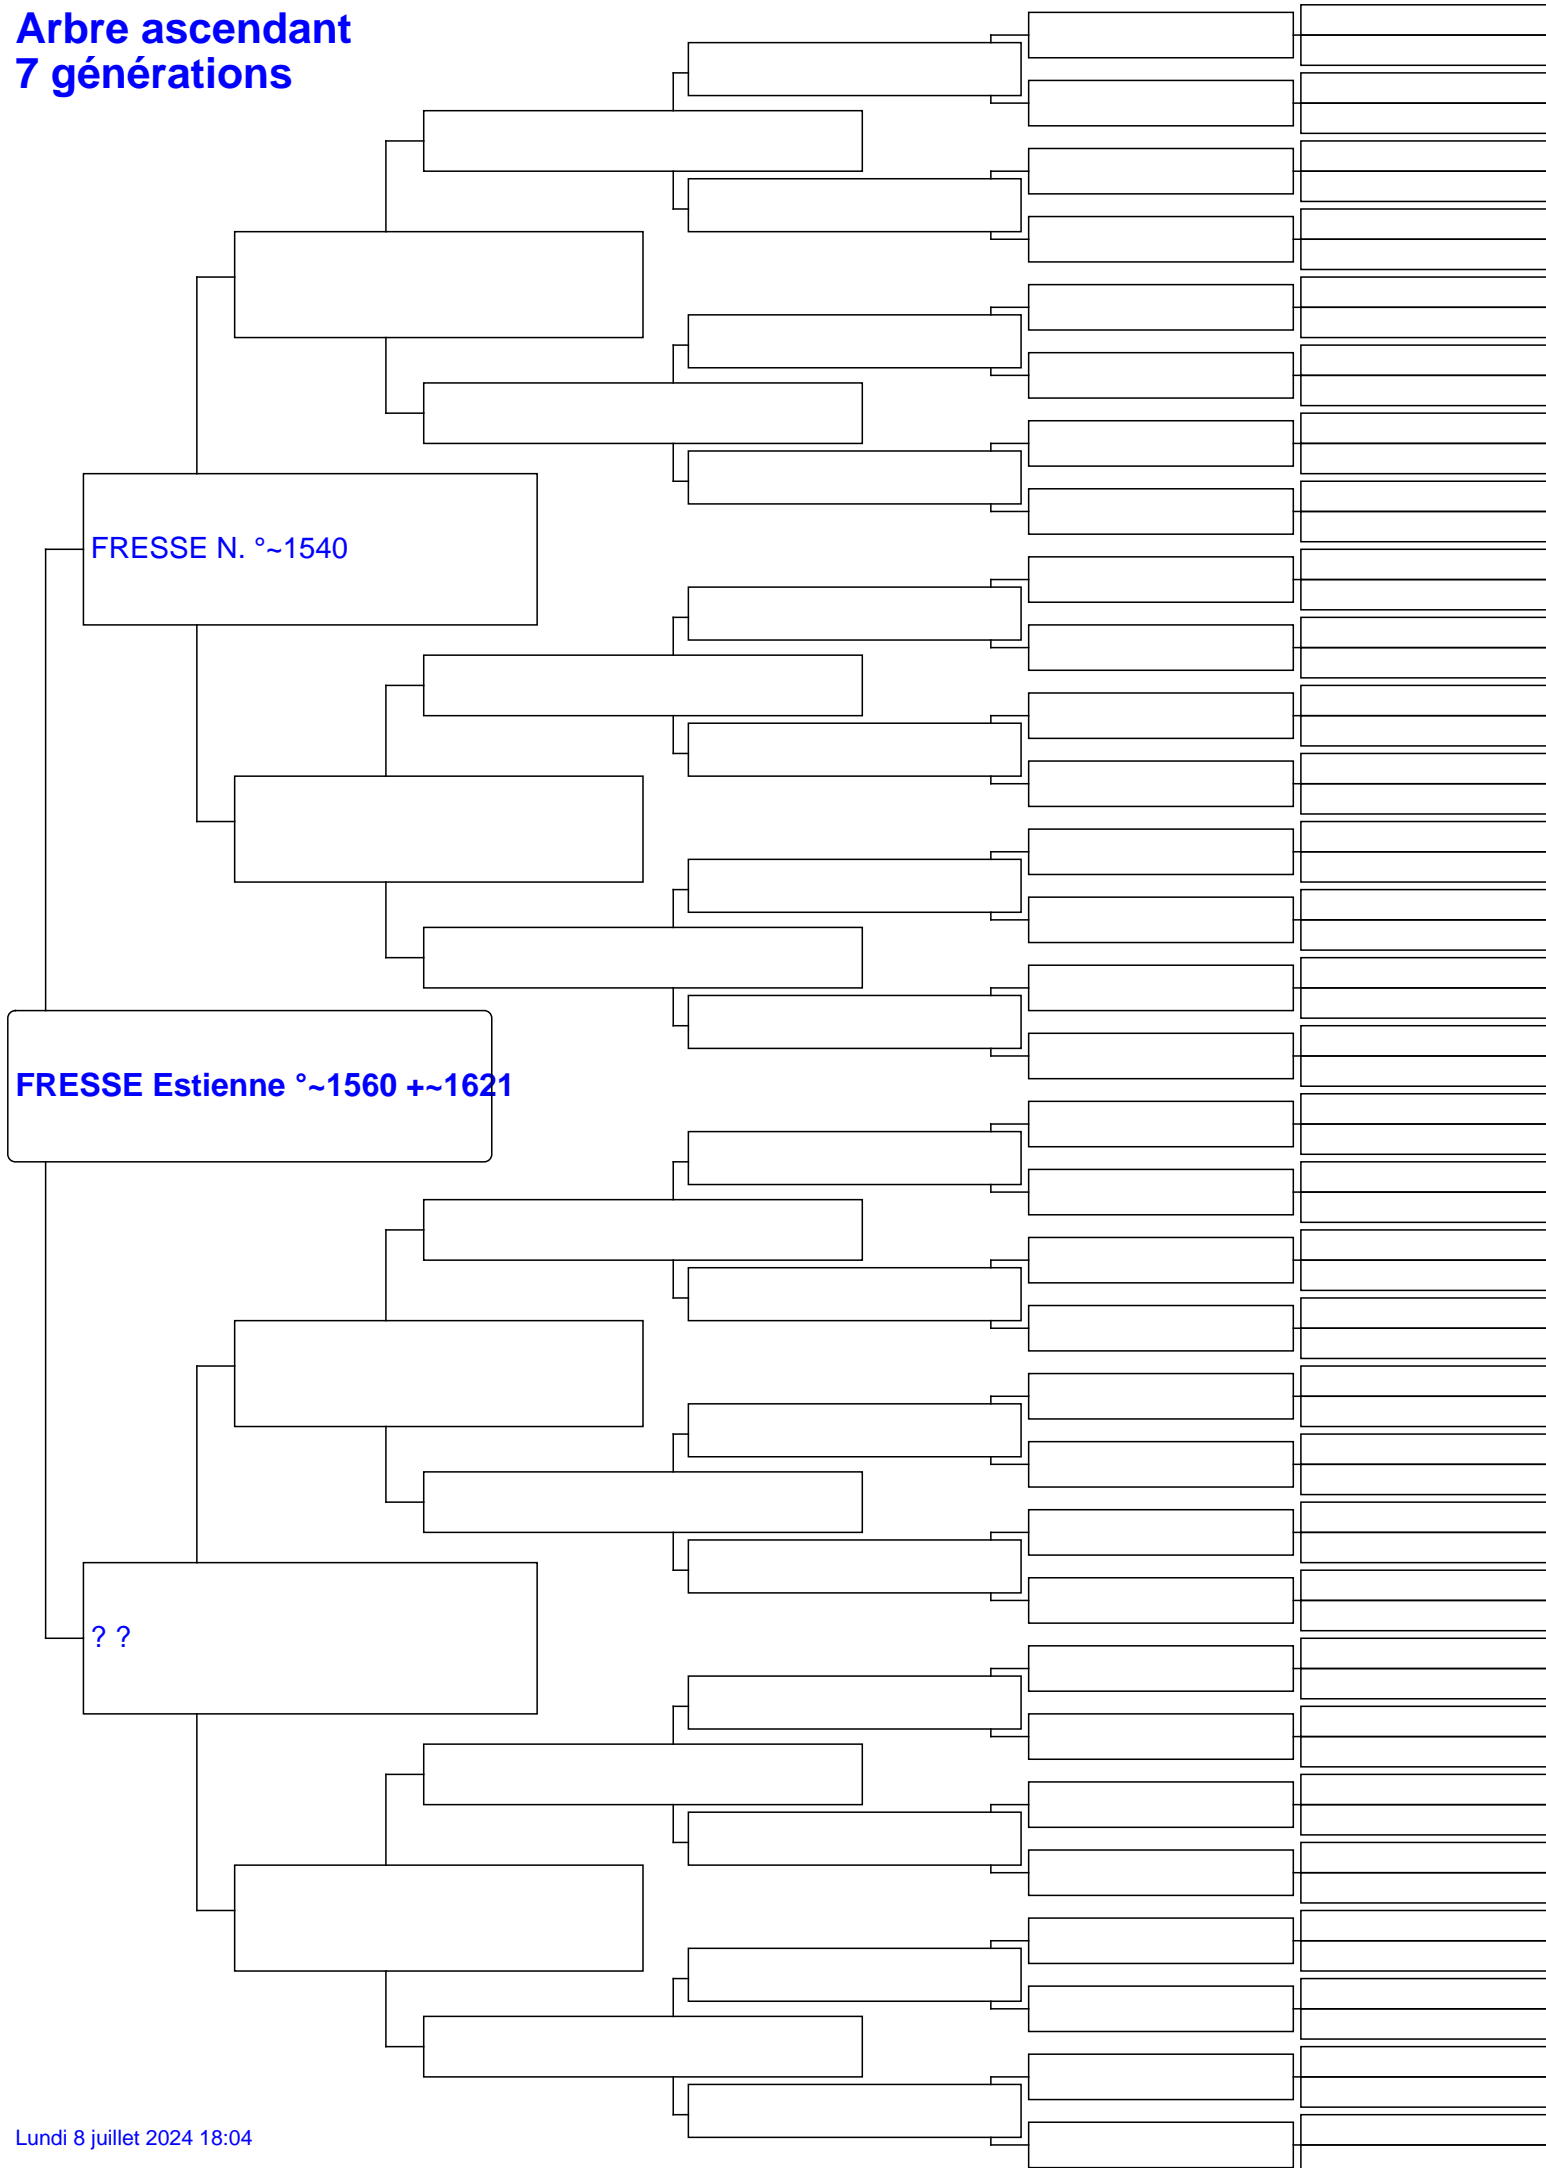 Arbre ascendant
7 générations
FRESSE N. °~1540
FRESSE Estienne °~1560 +~1621
? ?
Lundi 8 juillet 2024 18:04